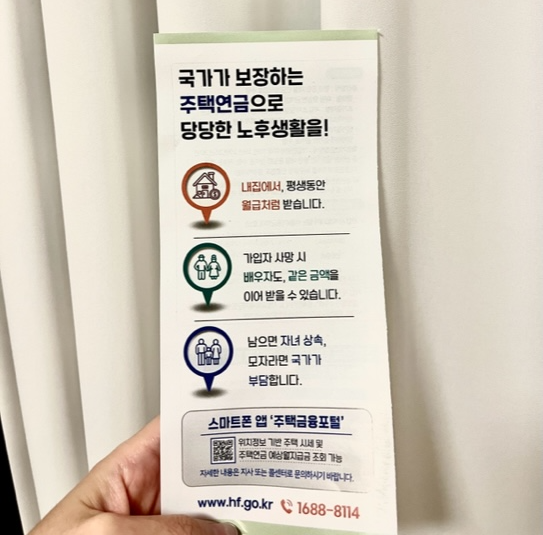 국가가 보장하는
주택연금으로
당당한 노후생활을!
내집에서, 평생동안
월급처럼 받습니다.
가입자 사망 시
배우자도, 같은 금액을
이어 받을 수 있습니다.
남으면 자녀 상속,
모자라면 국가가
부담합니다.
스마트폰 앱 ‘주택금융포털’
위치정보 기반 주택 시세 및
주택연금 예상월지급금 조회 가능
자세한 내용은 지사 또는 콜센터로 문의하시기 바랍니다.
www.hf.go.kr 1688-8114